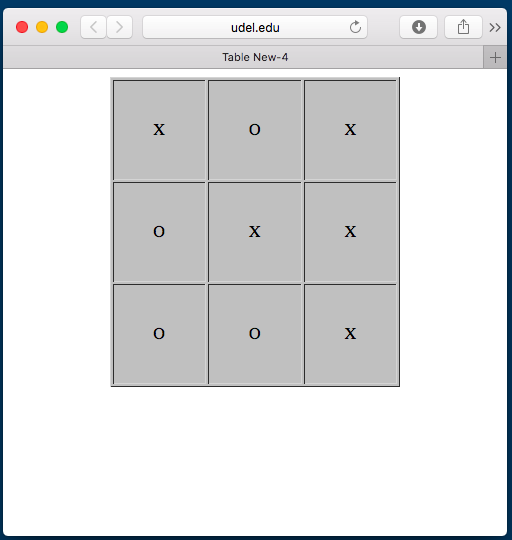 udel.edu
Table New-4
x o x
o x x
o o x